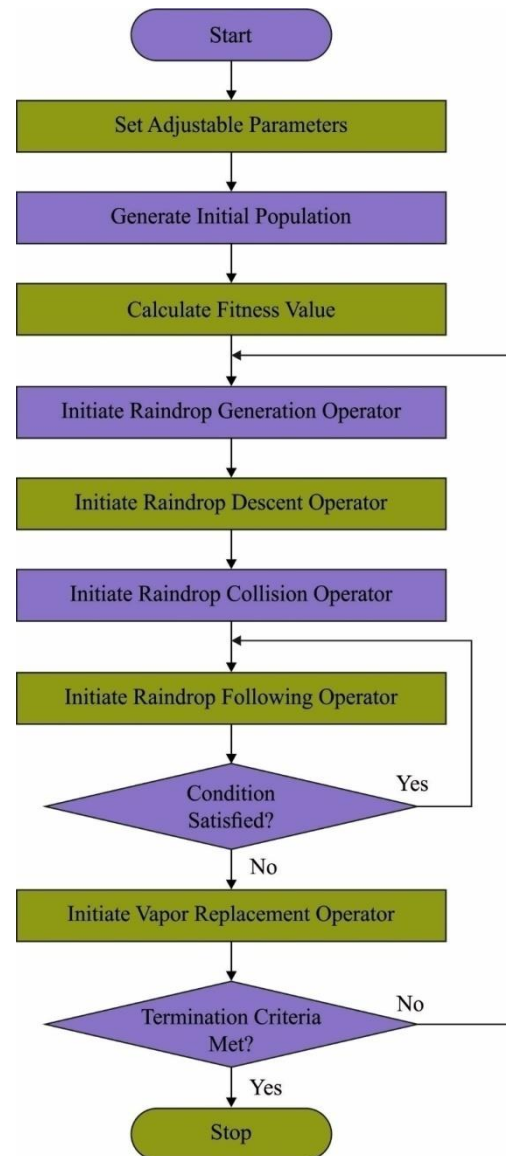 Start
Set Adjustable Parameters
Generate Initial Population
Calculate Fitness Value
Initiate Raindrop Generation Operator
Initiate Raindrop Descent Operator
Initiate Raindrop Collision Operator
Initiate Raindrop Following Operator
Condition
Satisfied?
Yes
No
Initiate Vapor Replacement Operator
Termination Criteria
Met?
No
Yes
Stop